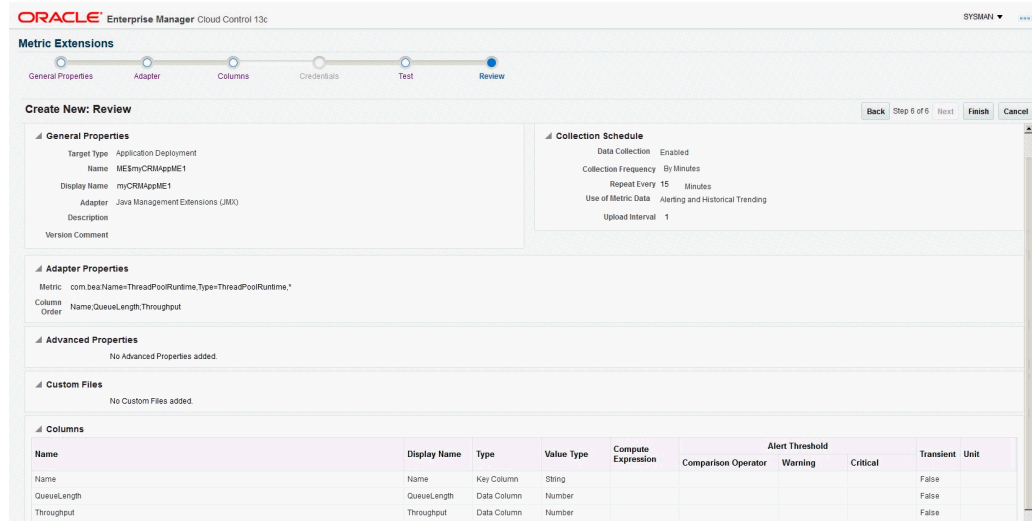 ORACLE Enterprise Manager Cloud Control 13c
SYSMAN
Metric Extensions
General Properties Adapter Columns Credentials Test Review
Create New: Review
Back Step 6 of 6 Next Finish Cancel
General Properties
Target Type Application Deployment
Name ME$myCRMAppME1
Display Name myCRMAppME1
Adapter Java Management Extensions (JMX)
Description
Version Comment
Collection Schedule
Data Collection Enabled
Collection Frequency By Minutes
Repeat Every 15 Minutes
Use of Metric Data Alerting and Historical Trending
Upload Interval 1
Adapter Properties
Metric com.bea:Name=ThreadPoolRuntime,Type=ThreadPoolRuntime,*
Column Order Name;QueueLength;Throughput
Advanced Properties
No Advanced Properties added.
Custom Files
No Custom Files added.
Columns
Name Display Name Type Value Type Compute Expression Alert Threshold Transient Unit
Comparison Operator Warning Critical
Name Name Key Column String False
QueueLength QueueLength Data Column Number False
Throughput Throughput Data Column Number False